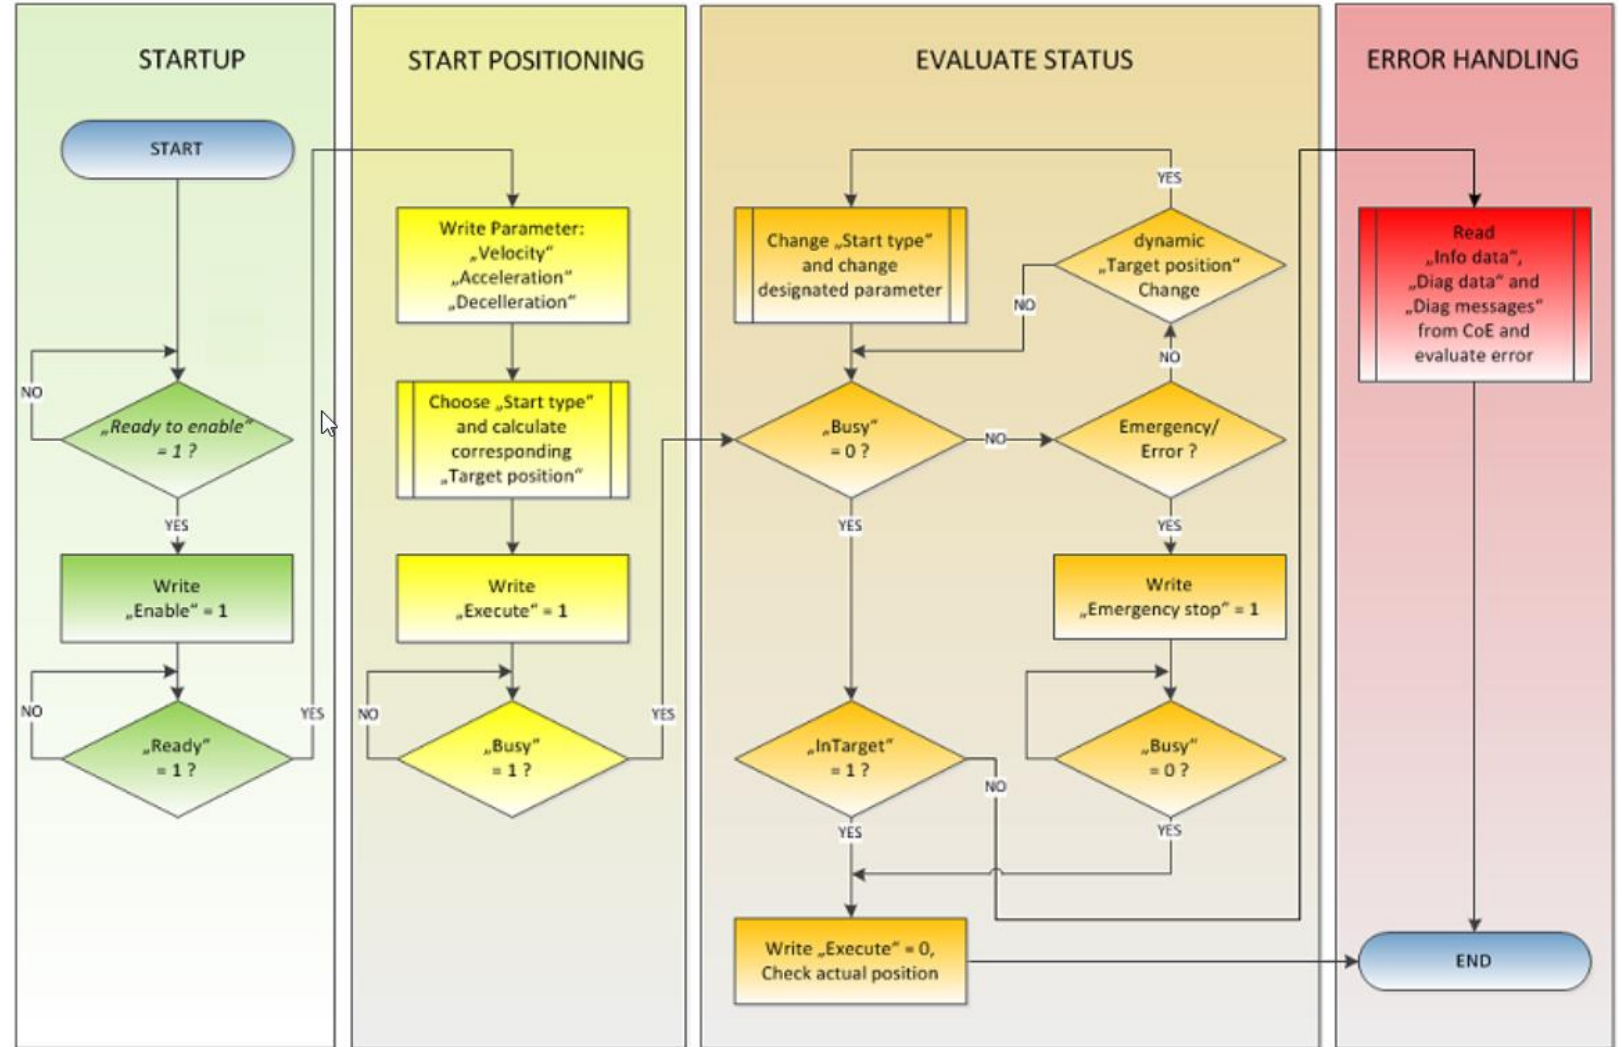 STARTUP
START
NO
„Ready to enable“
= 1 ?
YES
Write
„Enable“ = 1
NO
„Ready“
= 1 ?
YES
START POSITIONING
Write Parameter:
„Velocity“
„Acceleration“
„Decelleration“
Choose „Start type“
and calculate
corresponding
„Target position“
Write
„Execute“ = 1
NO
„Busy“
= 1 ?
YES
EVALUATE STATUS
YES
Change „Start type“
and change
designated parameter
dynamic
„Target position“
Change
NO
NO
„Busy“
= 0 ?
NO
Emergency/
Error ?
YES
YES
Write
„Emergency stop“ = 1
„InTarget“
= 1 ?
NO
„Busy“
= 0 ?
YES
YES
Write „Execute“ = 0,
Check actual position
ERROR HANDLING
Read
„Info data“,
„Diag data“ and
„Diag messages“
from CoE and
evaluate error
END